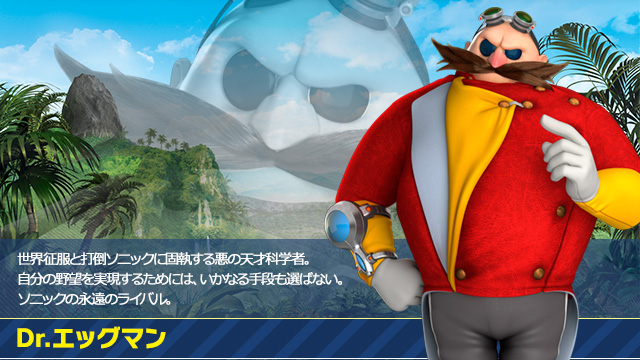 世界征服と打倒ソニックに固執する悪の天才科学者。
自分の野望を実現するためには、いかなる手段も選ばない。
ソニックの永遠のライバル。
Dr.エッグマン